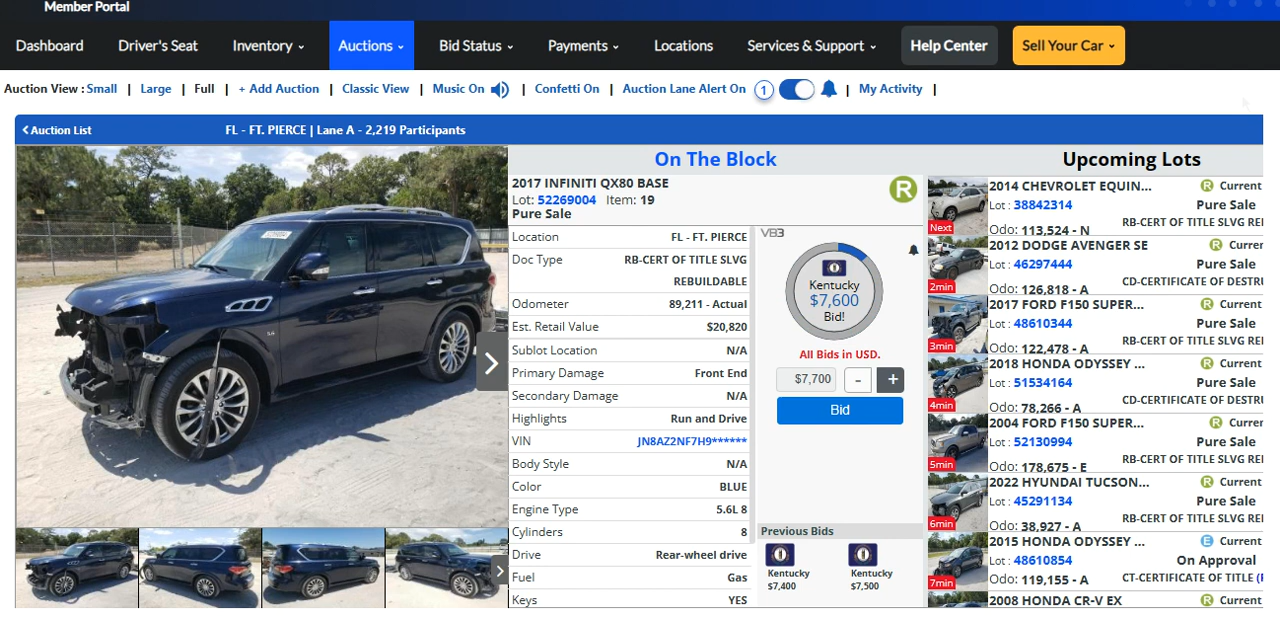 Member Portal
Dashboard Driver's Seat Inventory Auctions Bid Status Payments Locations Services & Support Help Center Sell Your Car
Auction View : Small | Large | Full | + Add Auction | Classic View | Music On | Confetti On | Auction Lane Alert On 1 | My Activity |
Auction List FL - FT. PIERCE | Lane A - 2,219 Participants
On The Block
2017 INFINITI QX80 BASE
Lot: 52269004 Item: 19
Pure Sale
R
Location FL - FT. PIERCE
Doc Type RB-CERT OF TITLE SLVG
REBUILDABLE
Odometer 89,211 - Actual
Est. Retail Value $20,820
Sublot Location N/A
Primary Damage Front End
Secondary Damage N/A
Highlights Run and Drive
VIN JN8AZ2NF7H9******
Body Style N/A
Color BLUE
Engine Type 5.6L 8
Cylinders 8
Drive Rear-wheel drive
Fuel Gas
Keys YES
VB3
Kentucky
$7,600
Bid!
All Bids in USD.
$7,700 - +
Bid
Previous Bids
Kentucky Kentucky
$7,400 $7,500
Upcoming Lots
2014 CHEVROLET EQUIN... R Current
Lot : 38842314 Pure Sale
RB-CERT OF TITLE SLVG REI
Next Odo: 113,524 - N
2012 DODGE AVENGER SE R Curren
Lot : 46297444 Pure Sale
CD-CERTIFICATE OF DESTRU
2min Odo: 126,818 - A
2017 FORD F150 SUPER... R Current
Lot : 48610344 Pure Sale
RB-CERT OF TITLE SLVG REI
3min Odo: 122,478 - A
2018 HONDA ODYSSEY ... R Current
Lot : 51534164 Pure Sale
CD-CERTIFICATE OF DESTRU
4min Odo: 78,266 - A
2004 FORD F150 SUPER... R Curren
Lot : 52130994 Pure Sale
RB-CERT OF TITLE SLVG REI
5min Odo: 178,675 - E
2022 HYUNDAI TUCSON... R Current
Lot : 45291134 Pure Sale
RB-CERT OF TITLE SLVG REI
6min Odo: 38,927 - A
2015 HONDA ODYSSEY ... E Current
Lot : 48610854 On Approval
CT-CERTIFICATE OF TITLE (F
7min Odo: 119,155 - A
2008 HONDA CR-V EX R Current